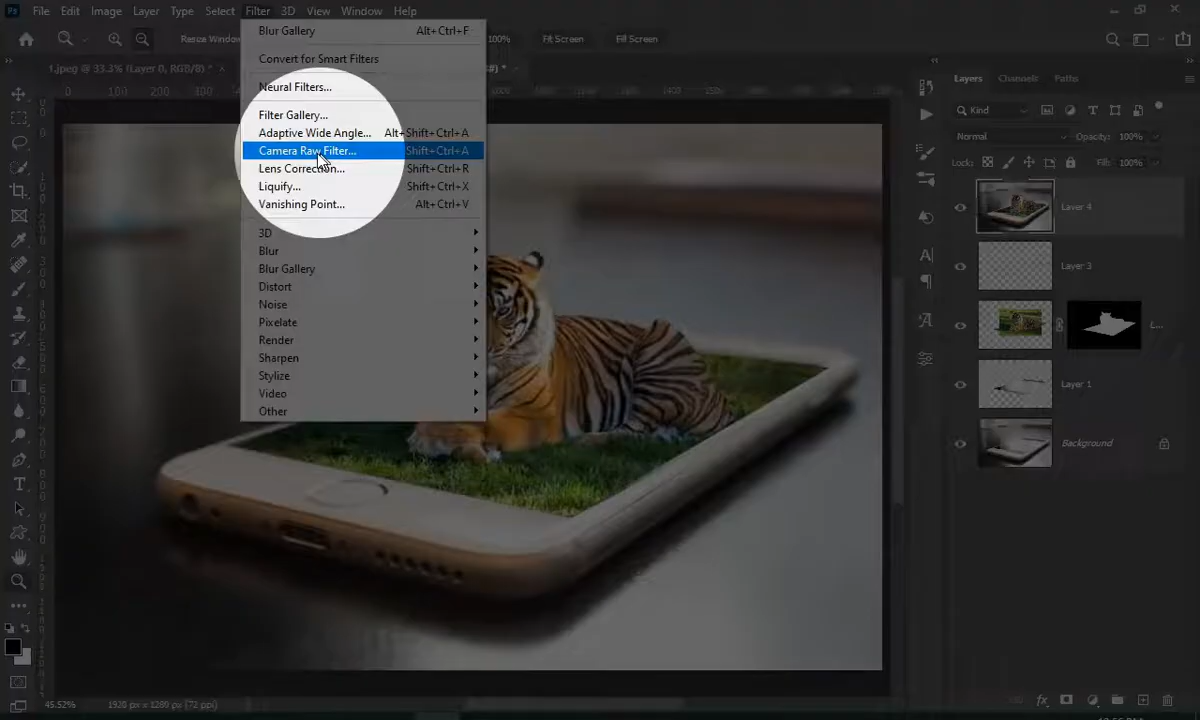 Ps File Edit Image Layer Type Select Filter 3D View Window Help
Resize Window 100% Fit Screen Fill Screen
1.jpeg @ 33.3% (Layer 0, RGB/8) *
0 100 200 300
Blur Gallery Alt+Ctrl+F
Convert for Smart Filters
Neural Filters...
Filter Gallery...
Adaptive Wide Angle... Alt+Shift+Ctrl+A
Camera Raw Filter... Shift+Ctrl+A
Lens Correction... Shift+Ctrl+R
Liquify... Shift+Ctrl+X
Vanishing Point... Alt+Ctrl+V
3D
Blur
Blur Gallery
Distort
Noise
Pixelate
Render
Sharpen
Stylize
Video
Other
Layers Channels Paths
Kind
Normal Opacity: 100%
Locks: Fill: 100%
Layer 4
Layer 3
L...
Layer 1
Background
45.52% 1920 px x 1280 px (72 ppi)